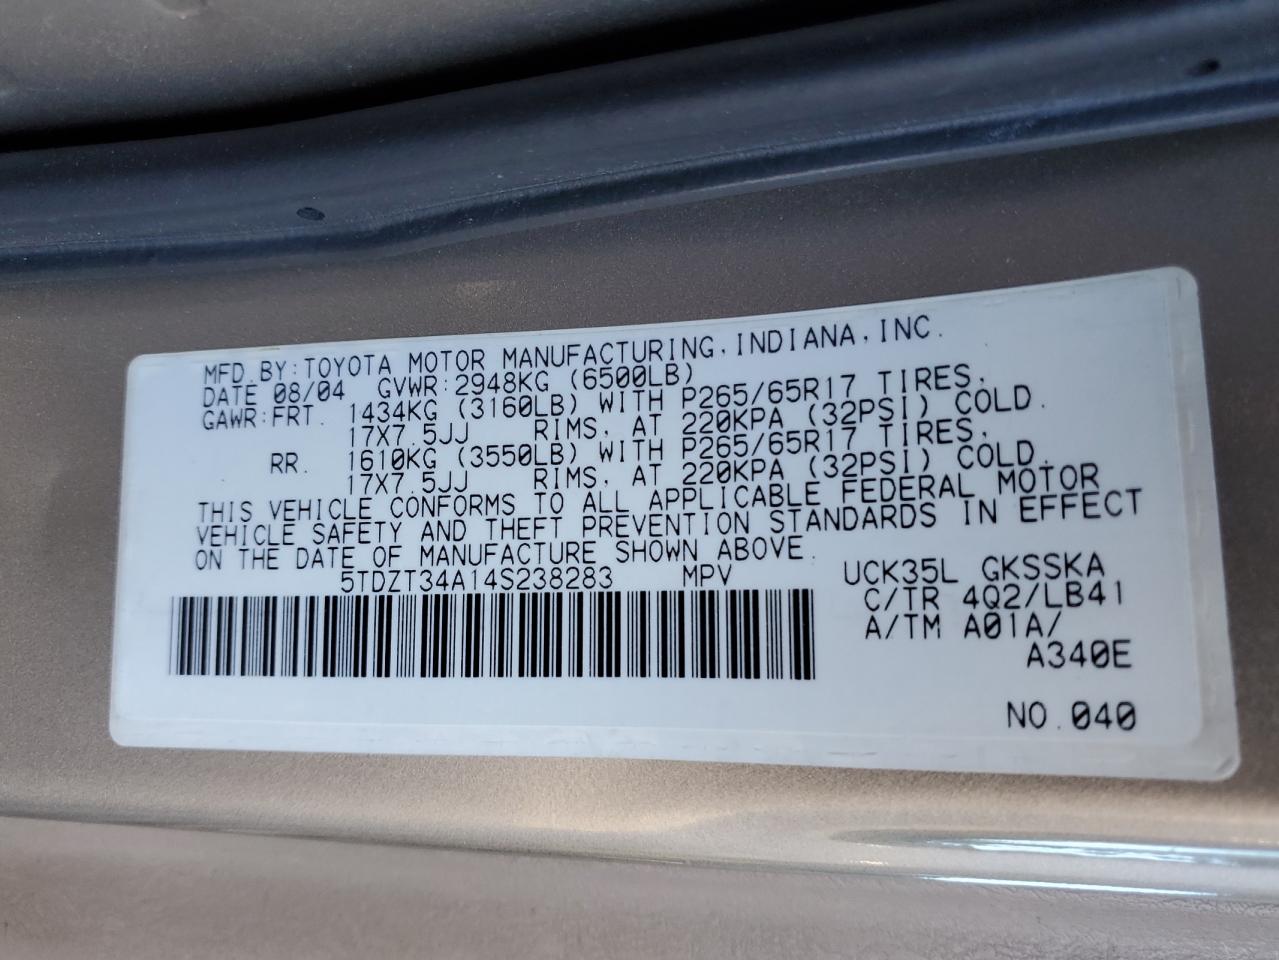 MFD. BY: TOYOTA MOTOR MANUFACTURING, INDIANA, INC.
DATE 08/04 GVWR: 2948KG (6500LB)
GAWR: FRT. 1434KG (3160LB) WITH P265/65R17 TIRES,
17X7.5JJ RIMS, AT 220KPA (32PSI) COLD.
RR. 1610KG (3550LB) WITH P265/65R17 TIRES,
17X7.5JJ RIMS, AT 220KPA (32PSI) COLD.
THIS VEHICLE CONFORMS TO ALL APPLICABLE FEDERAL MOTOR
VEHICLE SAFETY AND THEFT PREVENTION STANDARDS IN EFFECT
ON THE DATE OF MANUFACTURE SHOWN ABOVE.
5TDZT34A14S238283 MPV UCK35L GKSSKA
C/TR 4Q2/LB41
A/TM A01A/
A340E
NO. 040